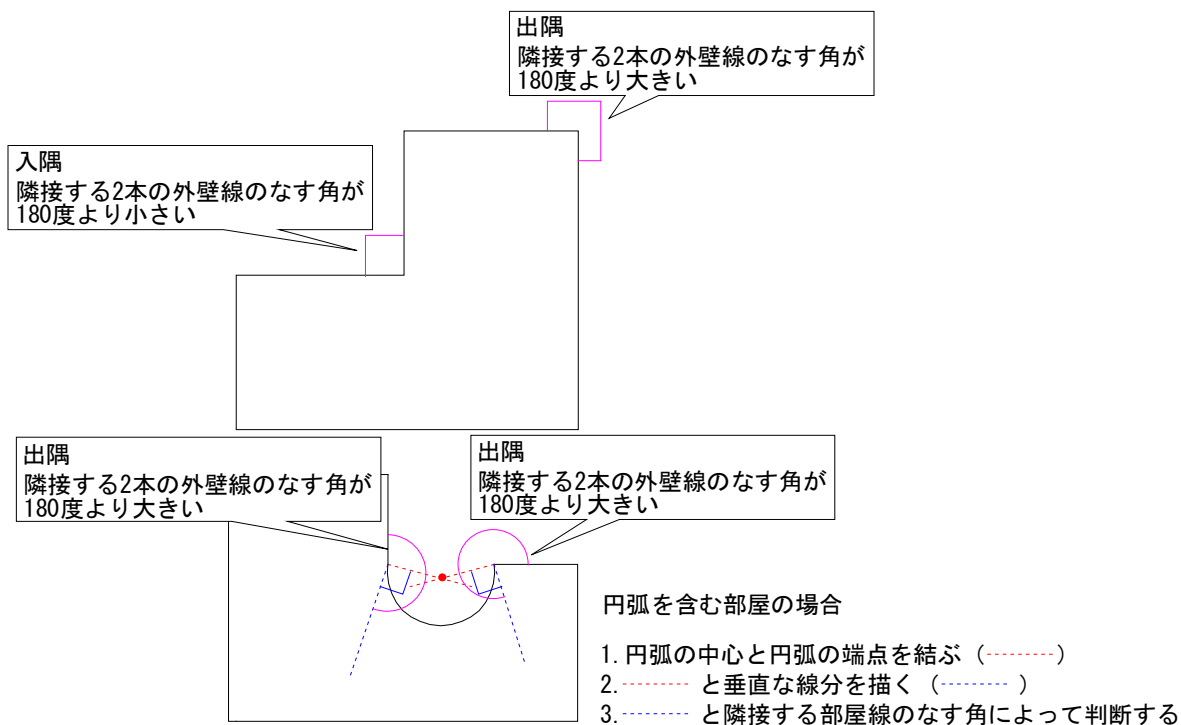 出隅
隣接する2本の外壁線のなす角が
180度より大きい
入隅
隣接する2本の外壁線のなす角が
180度より小さい
出隅
隣接する2本の外壁線のなす角が
180度より大きい
出隅
隣接する2本の外壁線のなす角が
180度より大きい
円弧を含む部屋の場合
1. 円弧の中心と円弧の端点を結ぶ（---------）
2. --------- と垂直な線分を描く（--------- ）
3. --------- と隣接する部屋線のなす角によって判断する